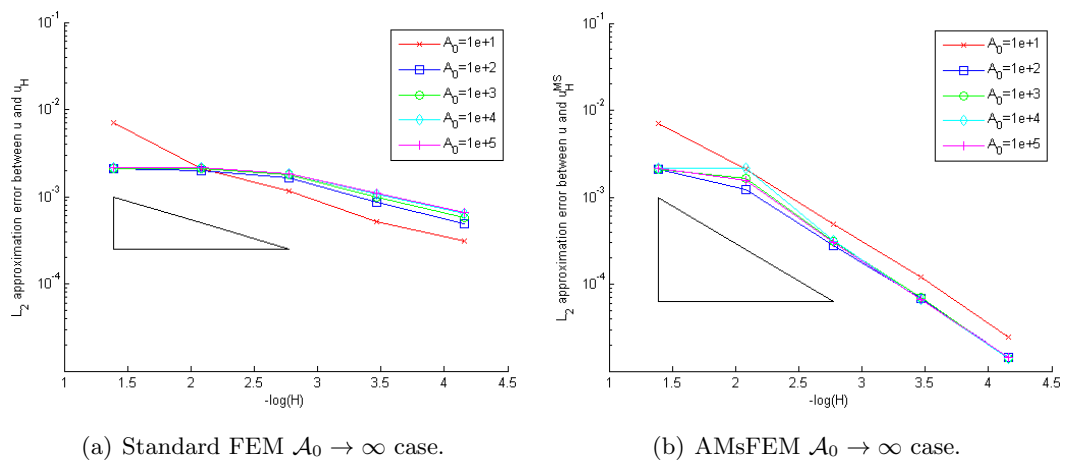 10^-1
10^-2
10^-3
10^-4
L_2 approximation error between u and u_H
A_0=1e+1
A_0=1e+2
A_0=1e+3
A_0=1e+4
A_0=1e+5
1 1.5 2 2.5 3 3.5 4 4.5
-log(H)
(a) Standard FEM 𝒜_0 → ∞ case.
10^-1
10^-2
10^-3
10^-4
L_2 approximation error between u and u_H^MS
A_0=1e+1
A_0=1e+2
A_0=1e+3
A_0=1e+4
A_0=1e+5
1 1.5 2 2.5 3 3.5 4 4.5
-log(H)
(b) AMsFEM 𝒜_0 → ∞ case.